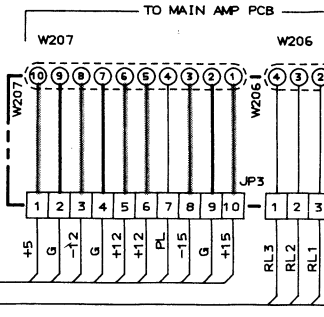 TO MAIN AMP PCB
W207 W206
10 9 8 7 6 5 4 3 2 1 4 3 2
W207 W206
JP3
1 2 3 4 5 6 7 8 9 10 1 2 3
+5 G -12 G +12 +12 PL -15 G +15 RL3 RL2 RL1